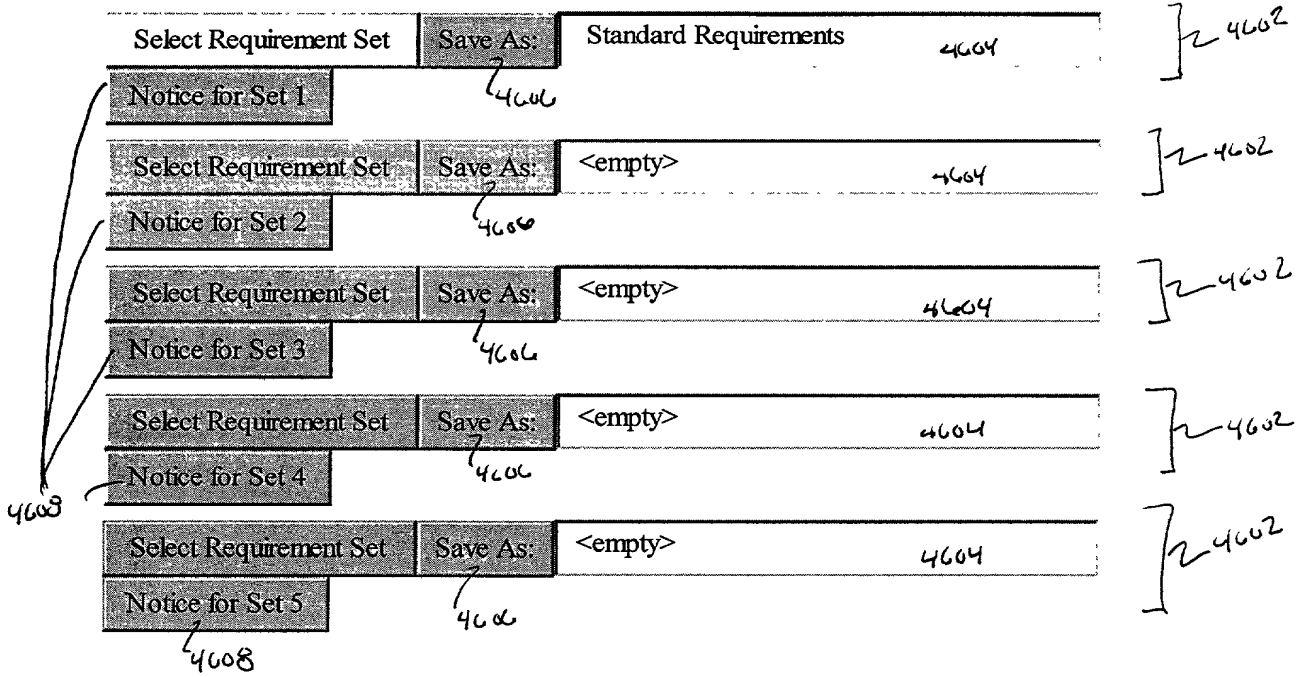 Select Requirement Set Save As: Standard Requirements 4604 4602
Notice for Set 1 4606
Select Requirement Set Save As: <empty> 4604 4602
Notice for Set 2 4606
Select Requirement Set Save As: <empty> 4604 4602
Notice for Set 3 4606
Select Requirement Set Save As: <empty> 4604 4602
Notice for Set 4 4606
4608
Select Requirement Set Save As: <empty> 4604 4602
Notice for Set 5 4606
4608